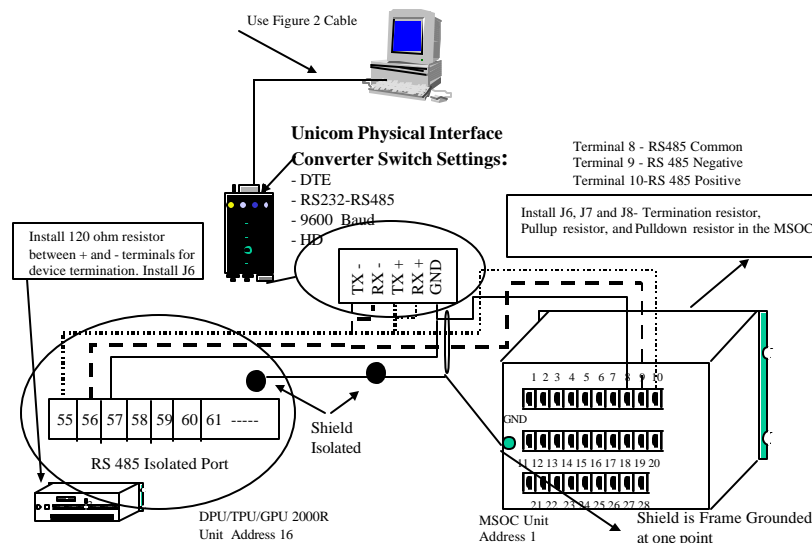 Use Figure 2 Cable
Unicom Physical Interface
Converter Switch Settings:
- DTE
- RS232-RS485
- 9600 Baud
- HD
Terminal 8 - RS485 Common
Terminal 9 - RS 485 Negative
Terminal 10-RS 485 Positive
Install J6, J7 and J8- Termination resistor,
Pullup resistor, and Pulldown resistor in the MSOC
Install 120 ohm resistor
between + and - terminals for
device termination. Install J6
TX -
RX -
TX +
RX +
GND
1 2 3 4 5 6 7 8 9 10
GND
11 12 13 14 15 16 17 18 19 20
21 22 23 24 25 26 27 28
55 56 57 58 59 60 61 -----
RS 485 Isolated Port
Shield
Isolated
DPU/TPU/GPU 2000R
Unit Address 16
MSOC Unit
Address 1
Shield is Frame Grounded
at one point